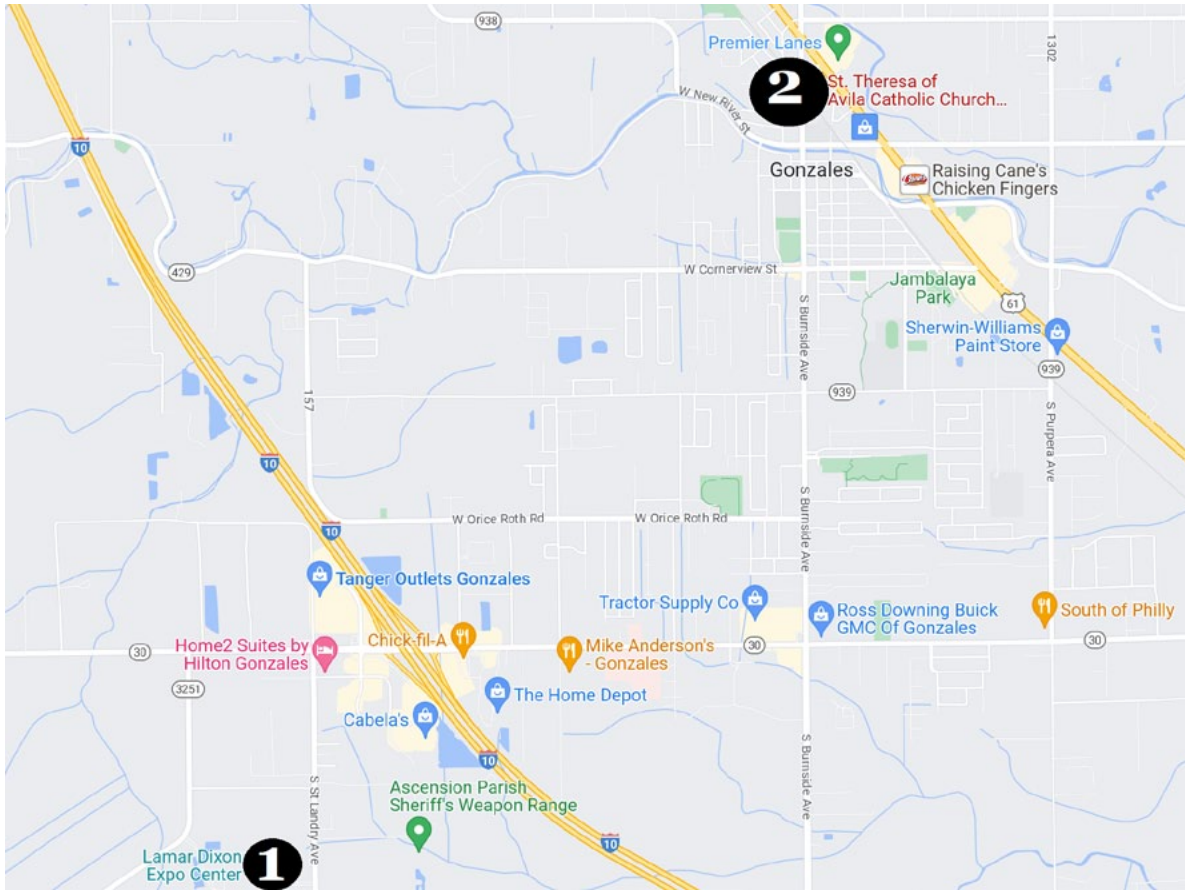 938
1302
Premier Lanes
2
St. Theresa of
Avila Catholic Church...
W New River St
10
Gonzales
Raising Cane's
Chicken Fingers
429
W Cornerview St
Jambalaya
Park
61
S Burnside Ave
Sherwin-Williams
Paint Store
939
157
939
S Purpera Ave
10
S Burnside Ave
W Orice Roth Rd
W Orice Roth Rd
10
Tanger Outlets Gonzales
Tractor Supply Co
Ross Downing Buick
GMC Of Gonzales
South of Philly
Chick-fil-A
30
Home2 Suites by
Hilton Gonzales
Mike Anderson's
- Gonzales
30
30
3251
The Home Depot
Cabela's
10
S Burnside Ave
S St Landry Ave
Ascension Parish
Sheriff's Weapon Range
10
Lamar Dixon
Expo Center
1